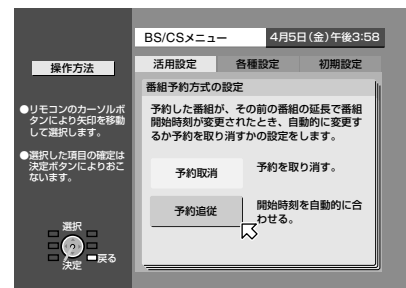 BS/CSメニュー
4月5日(金)午後3:58
操作方法
活用設定 各種設定 初期設定
番組予約方式の設定
●リモコンのカーソルボ
タンにより矢印を移動
して選択します。
●選択した項目の確定は
決定ボタンによりおこ
ないます。
予約した番組が、その前の番組の延長で番組
開始時刻が変更されたとき、自動的に変更す
るか予約を取り消すかの設定をします。
予約取消
予約を取り消す。
予約追従
開始時刻を自動的に合
わせる。
選択
戻る
決定